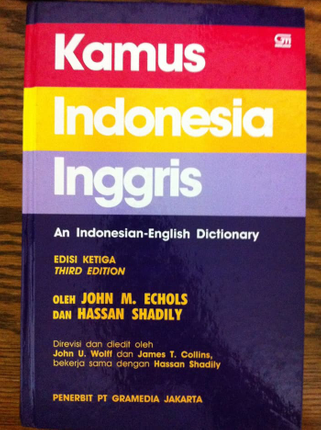 Kamus
Indonesia
Inggris
An Indonesian-English Dictionary
EDISI KETIGA
THIRD EDITION
OLEH JOHN M. ECHOLS
DAN HASSAN SHADILY
Direvisi dan diedit oleh
John U. Wolff dan James T. Collins,
bekerja sama dengan Hassan Shadily
PENERBIT PT GRAMEDIA JAKARTA